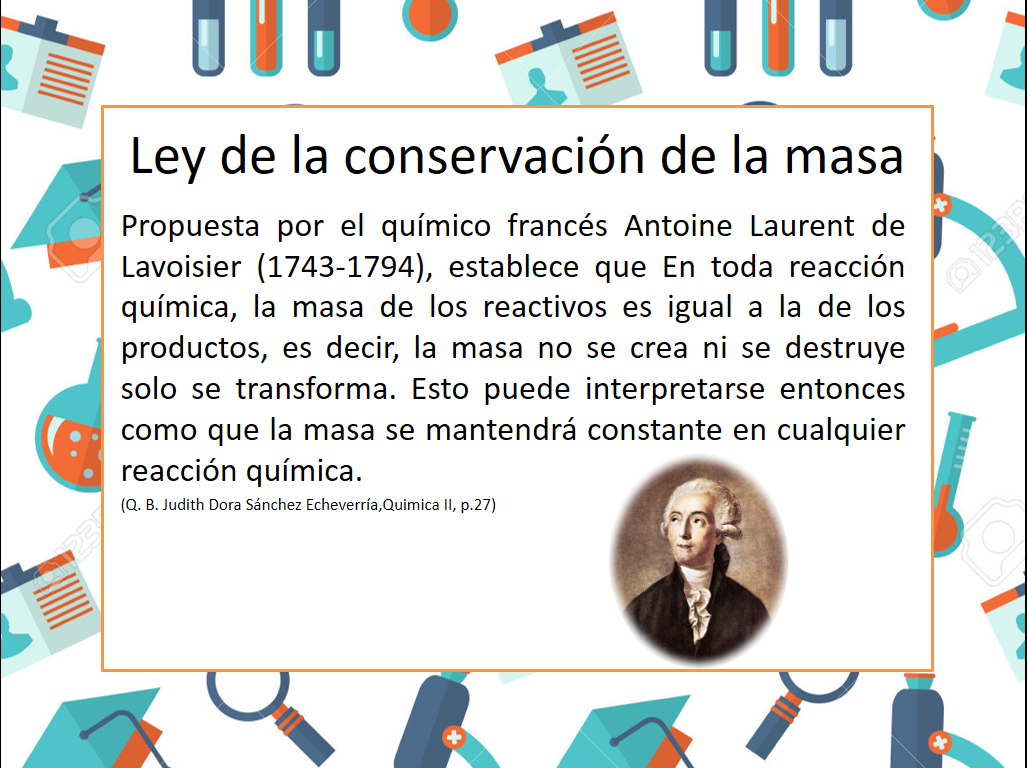 Ley de la conservación de la masa
Propuesta por el químico francés Antoine Laurent de
Lavoisier (1743-1794), establece que En toda reacción
química, la masa de los reactivos es igual a la de los
productos, es decir, la masa no se crea ni se destruye
solo se transforma. Esto puede interpretarse entonces
como que la masa se mantendrá constante en cualquier
reacción química.
(Q. B. Judith Dora Sánchez Echeverría,Quimica II, p.27)